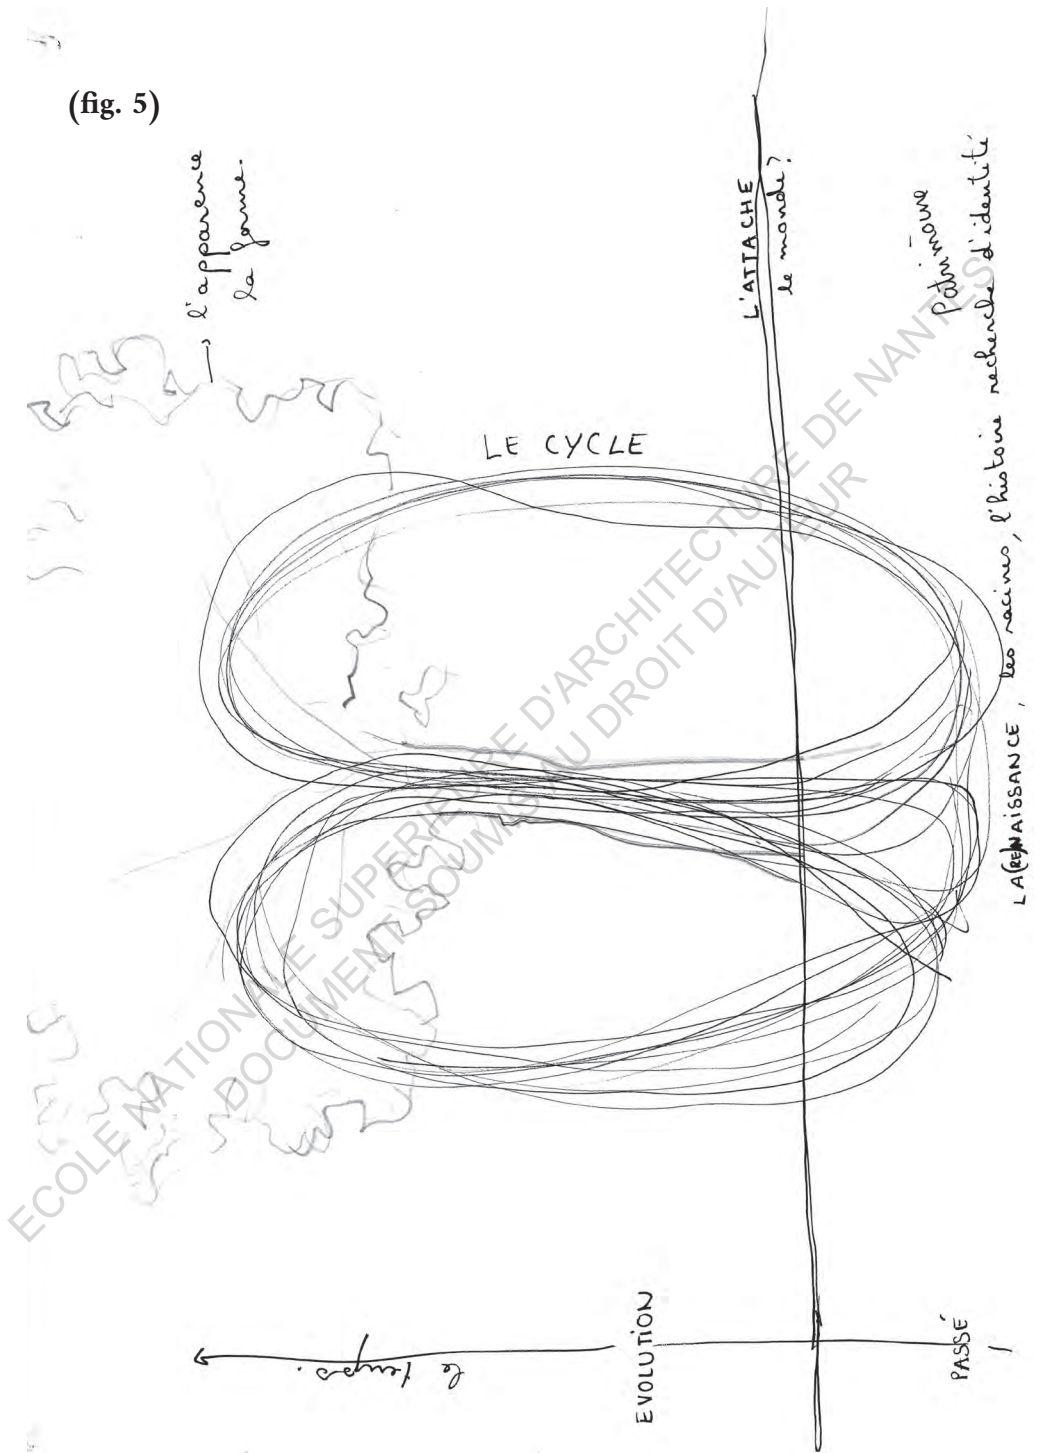 (fig. 5)
→ l'apparence
la forme.
LE CYCLE
L'ATTACHE
le monde?
Patrimoine
LA(RE)NAISSANCE, les racines, l'histoire recherche d'identité
le temps.
EVOLUTION
PASSÉ
ECOLE NATIONALE SUPERIEURE D'ARCHITECTURE DE NANTES
DOCUMENT SOUMIS AU DROIT D'AUTEUR